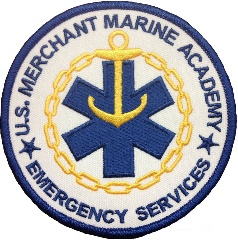 U.S. MERCHANT MARINE ACADEMY
EMERGENCY SERVICES